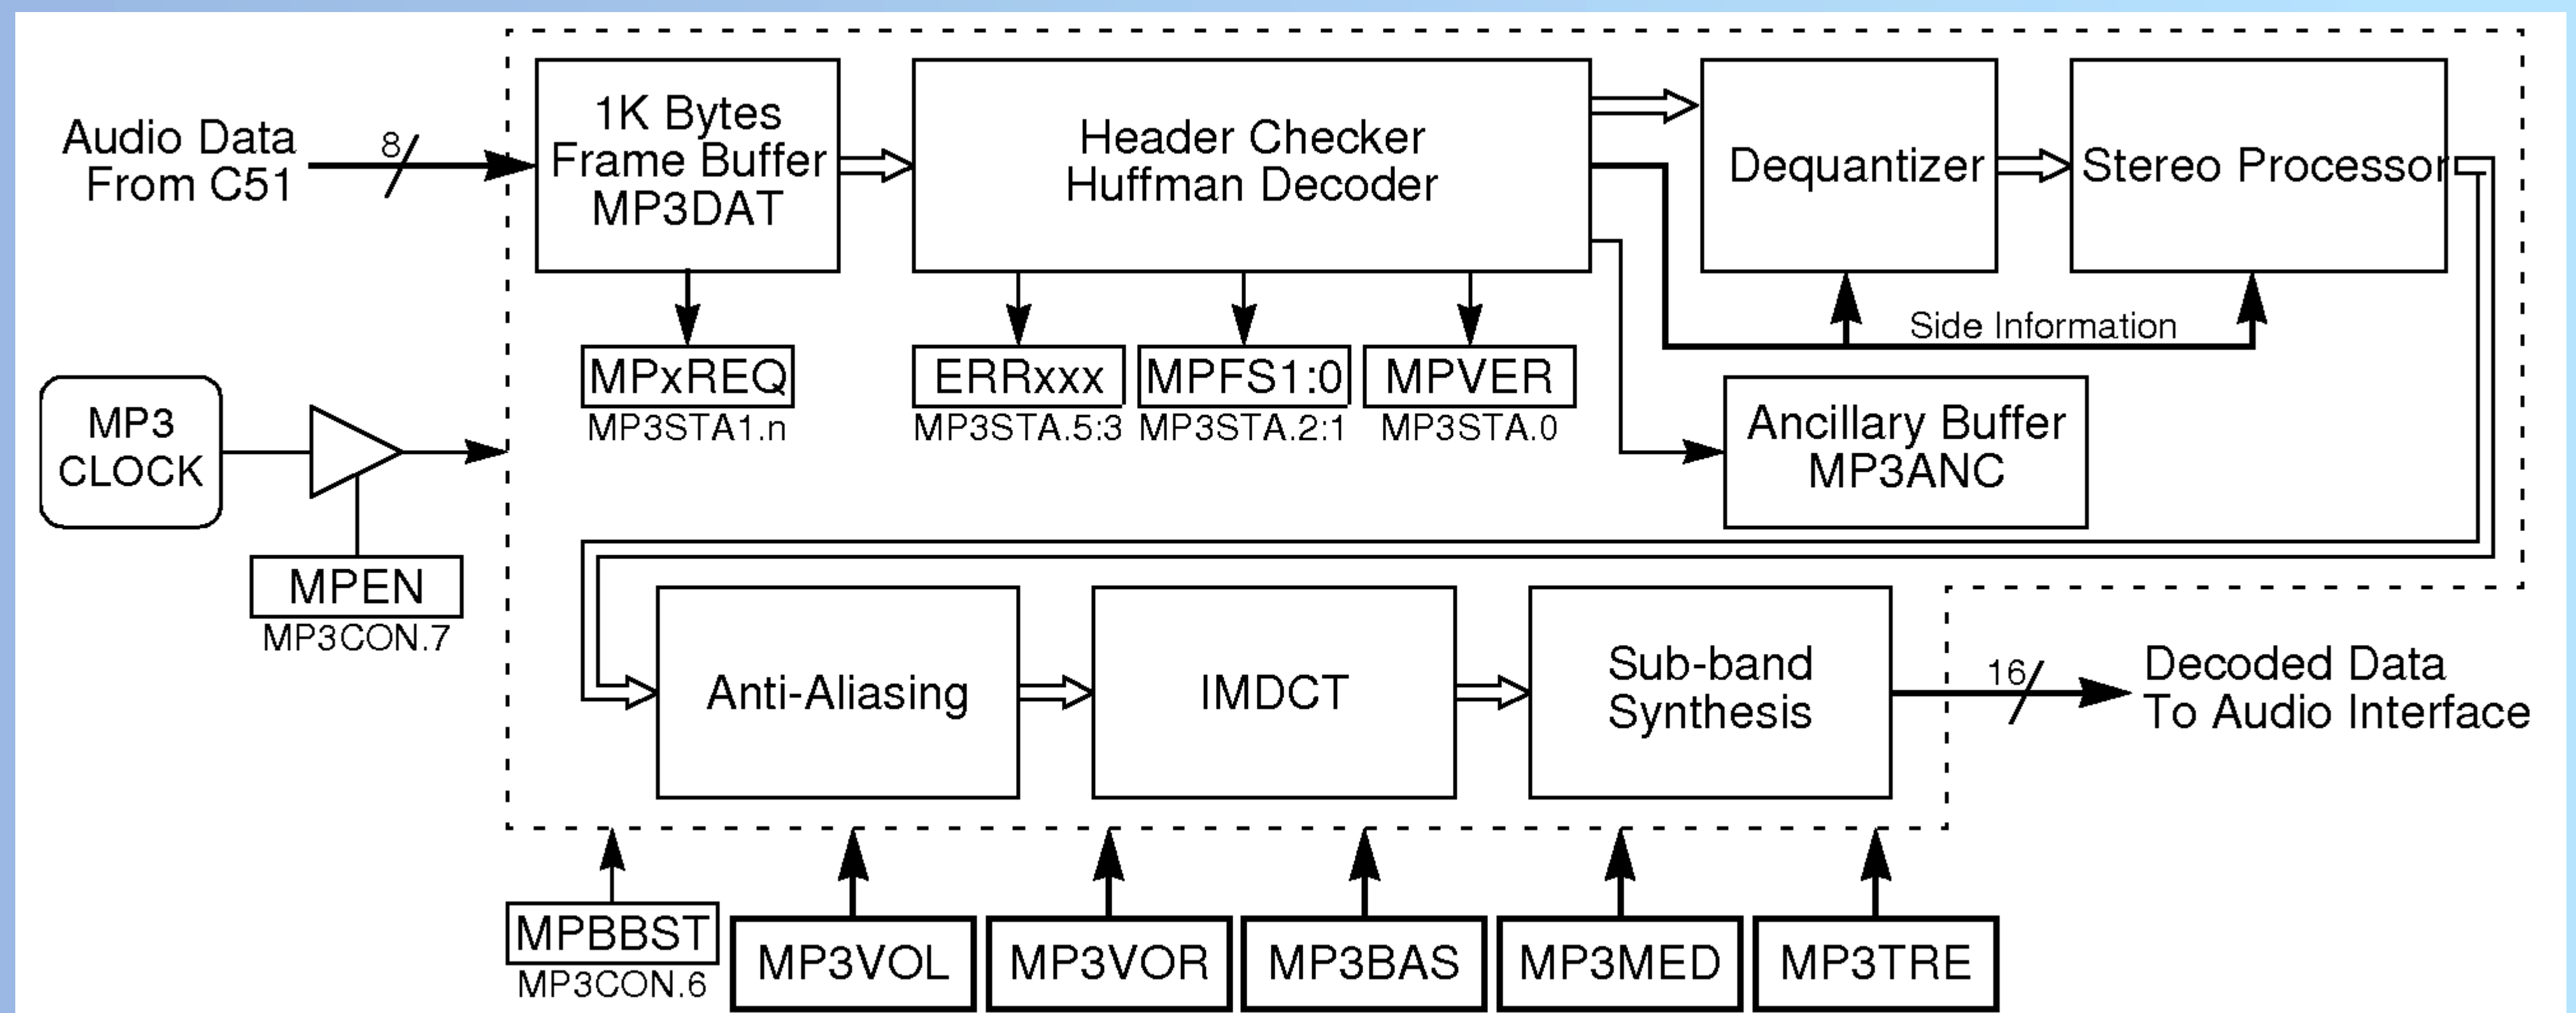 Audio Data
From C51
8
1K Bytes
Frame Buffer
MP3DAT
Header Checker
Huffman Decoder
Dequantizer
Stereo Processor
Side Information
MPxREQ
MP3STA1.n
ERRxxx
MP3STA.5:3
MPFS1:0
MP3STA.2:1
MPVER
MP3STA.0
Ancillary Buffer
MP3ANC
MP3
CLOCK
MPEN
MP3CON.7
Anti-Aliasing
IMDCT
Sub-band
Synthesis
16
Decoded Data
To Audio Interface
MPBBST
MP3CON.6
MP3VOL
MP3VOR
MP3BAS
MP3MED
MP3TRE